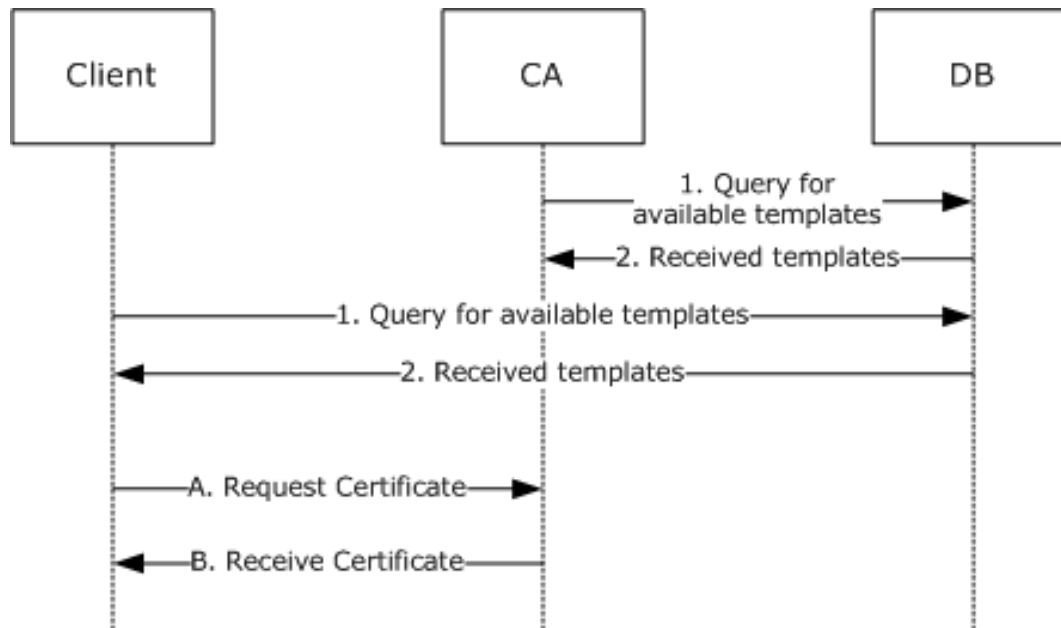 Client
CA
DB
1. Query for
available templates
2. Received templates
1. Query for available templates
2. Received templates
A. Request Certificate
B. Receive Certificate